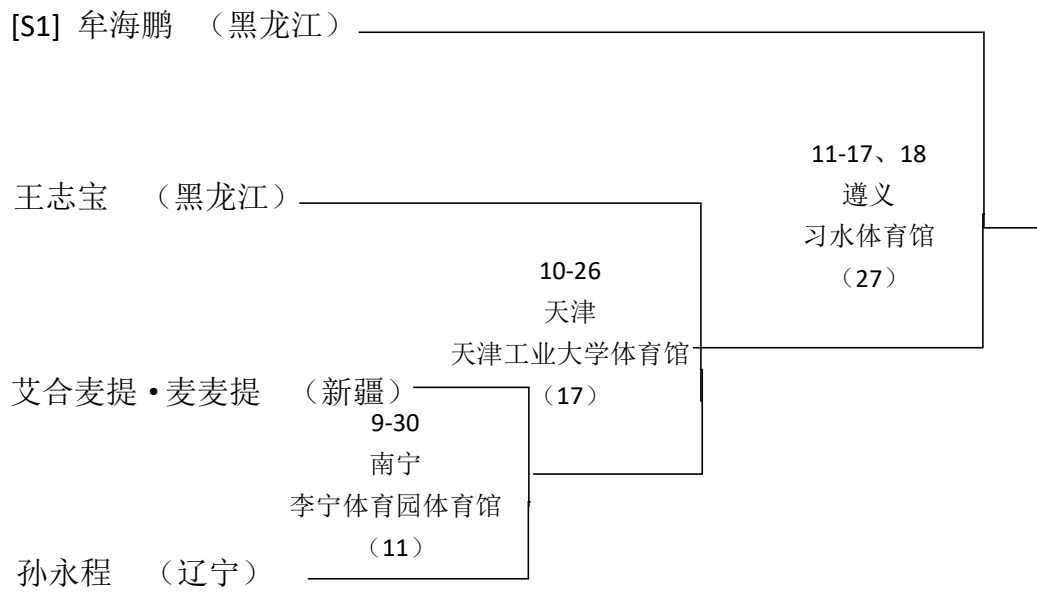 [S1] 牟海鹏 （黑龙江）
11-17、18
遵义
习水体育馆
（27）
王志宝 （黑龙江）
10-26
天津
天津工业大学体育馆
（17）
艾合麦提•麦麦提 （新疆）
9-30
南宁
李宁体育园体育馆
（11）
孙永程 （辽宁）